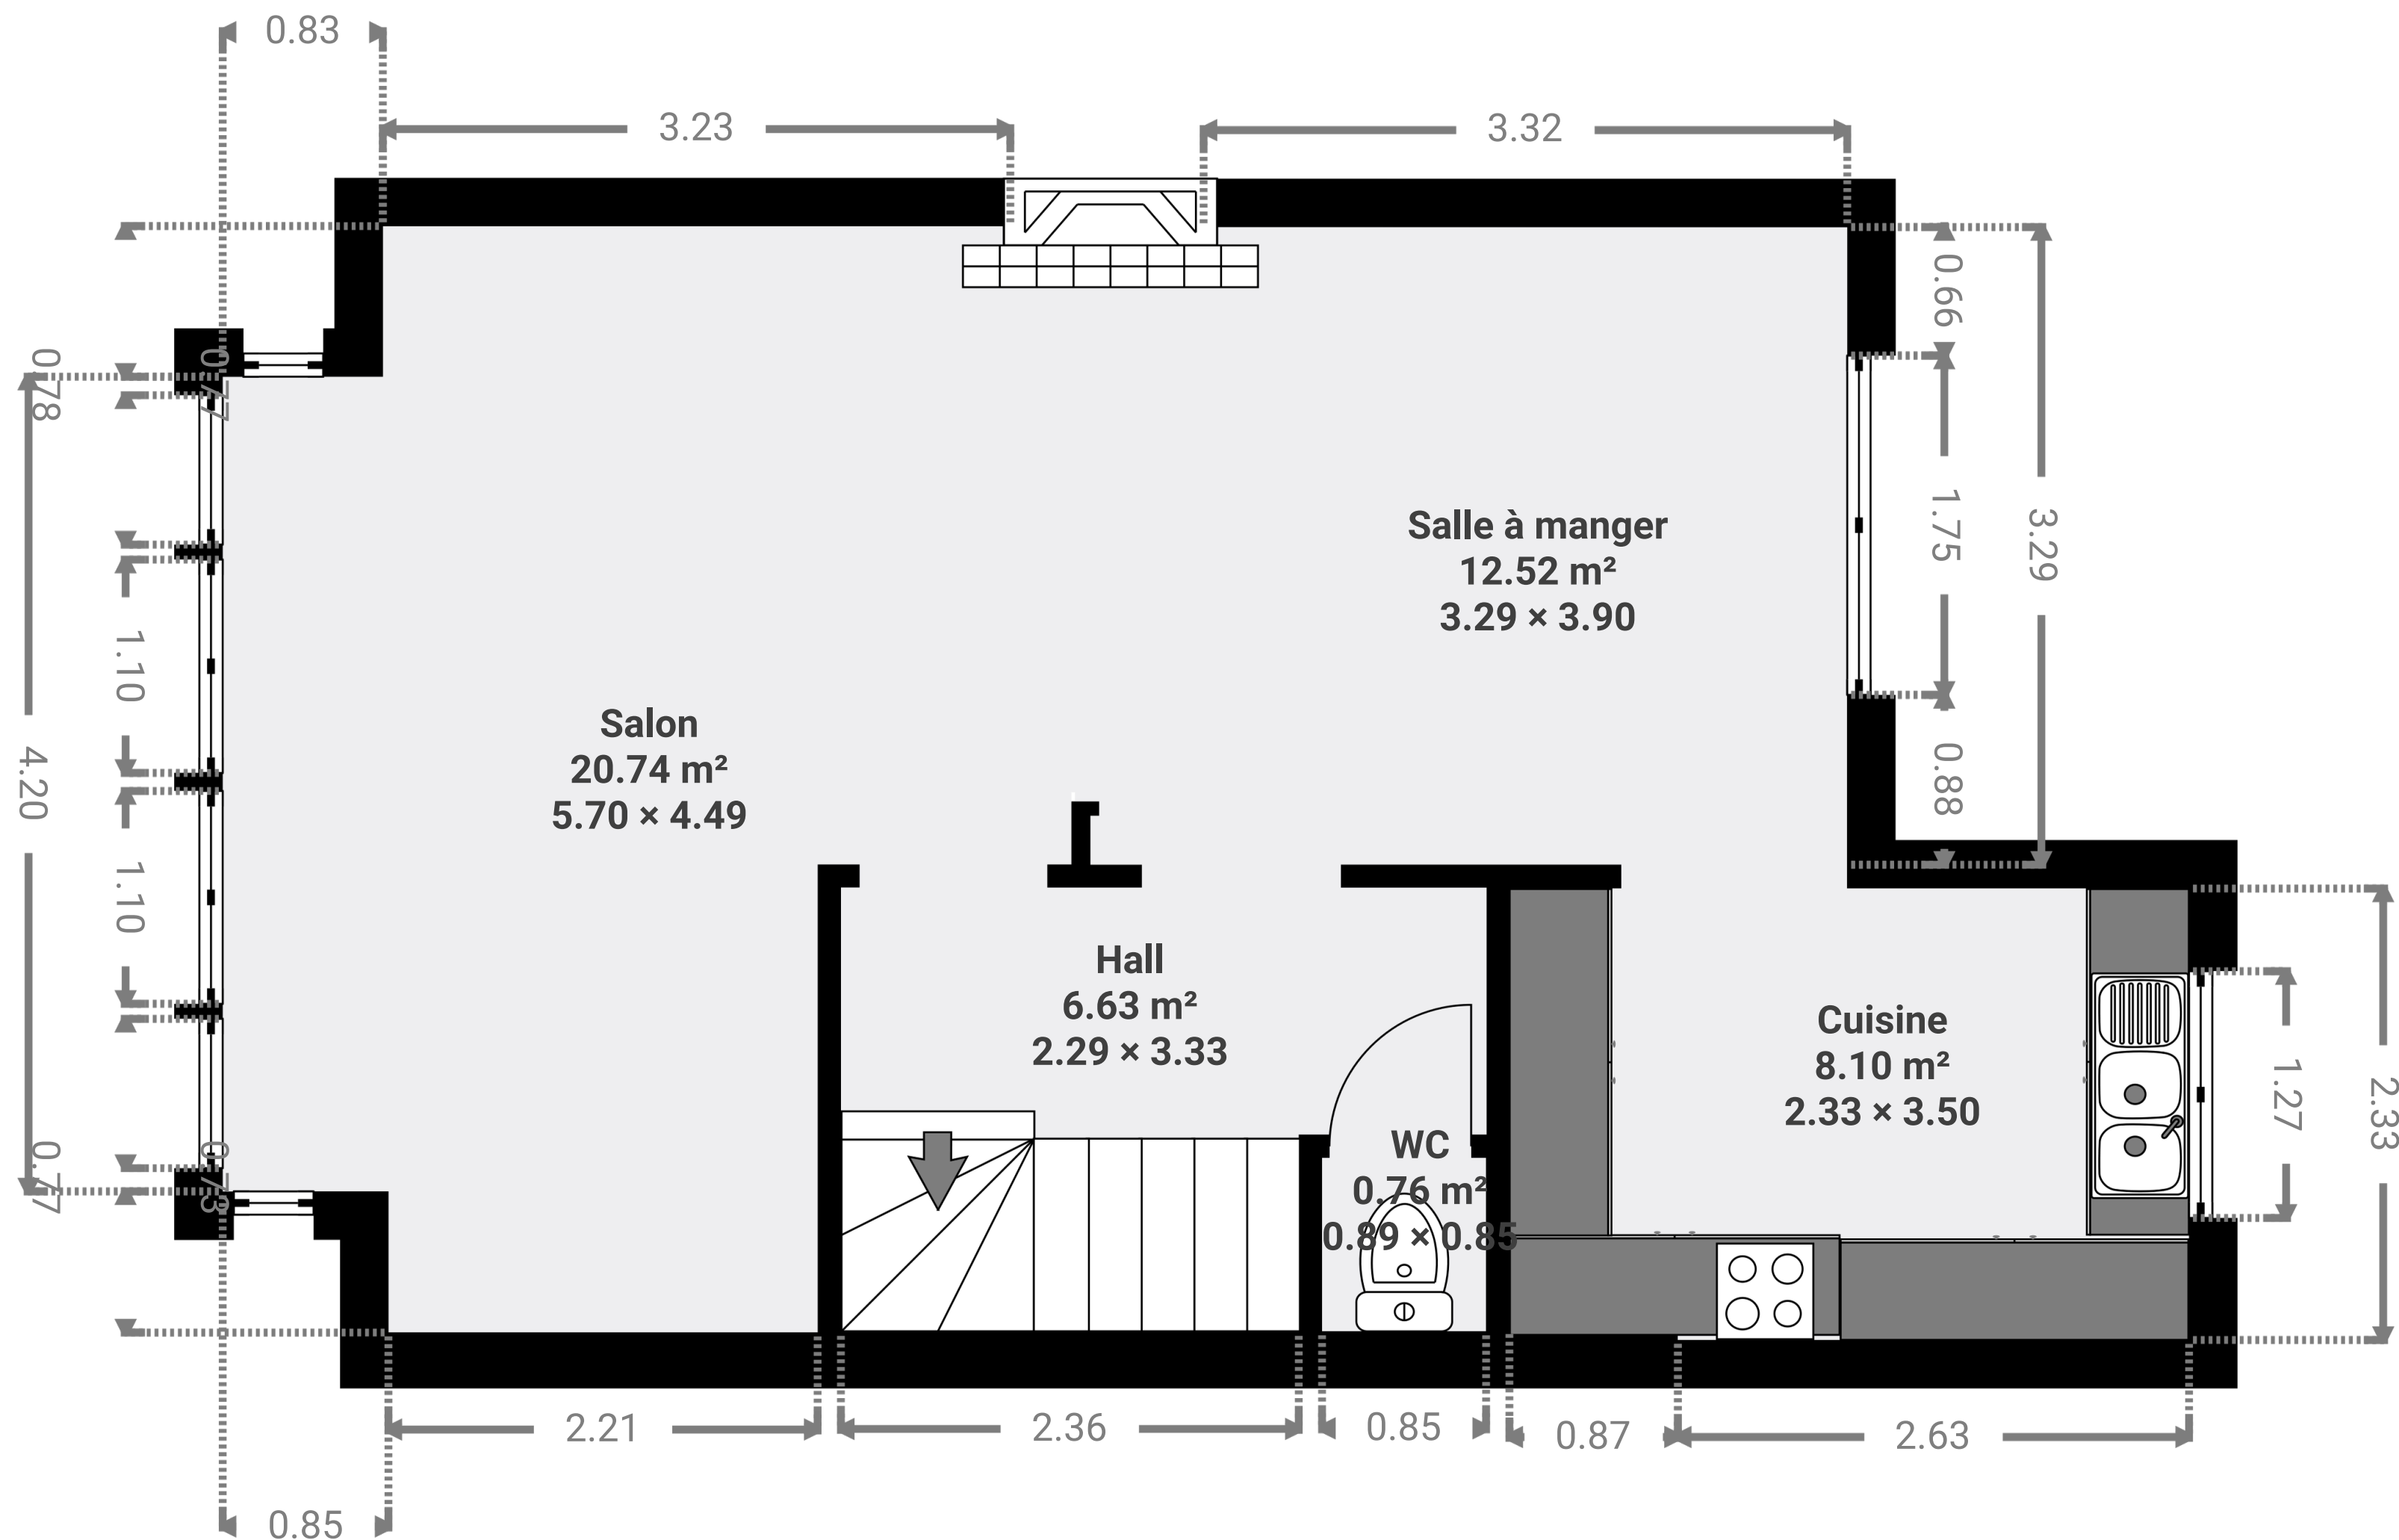 0.83
3.23
3.32
0.66
0.78
0.77
1.75
3.29
Salle à manger
12.52 m²
3.29 × 3.90
1.10
Salon
20.74 m²
5.70 × 4.49
4.20
0.88
1.10
Hall
6.63 m²
2.29 × 3.33
Cuisine
8.10 m²
2.33 × 3.50
1.27
2.33
WC
0.76 m²
0.89 × 0.85
0.77
0.73
2.21
2.36
0.85
0.87
2.63
0.85